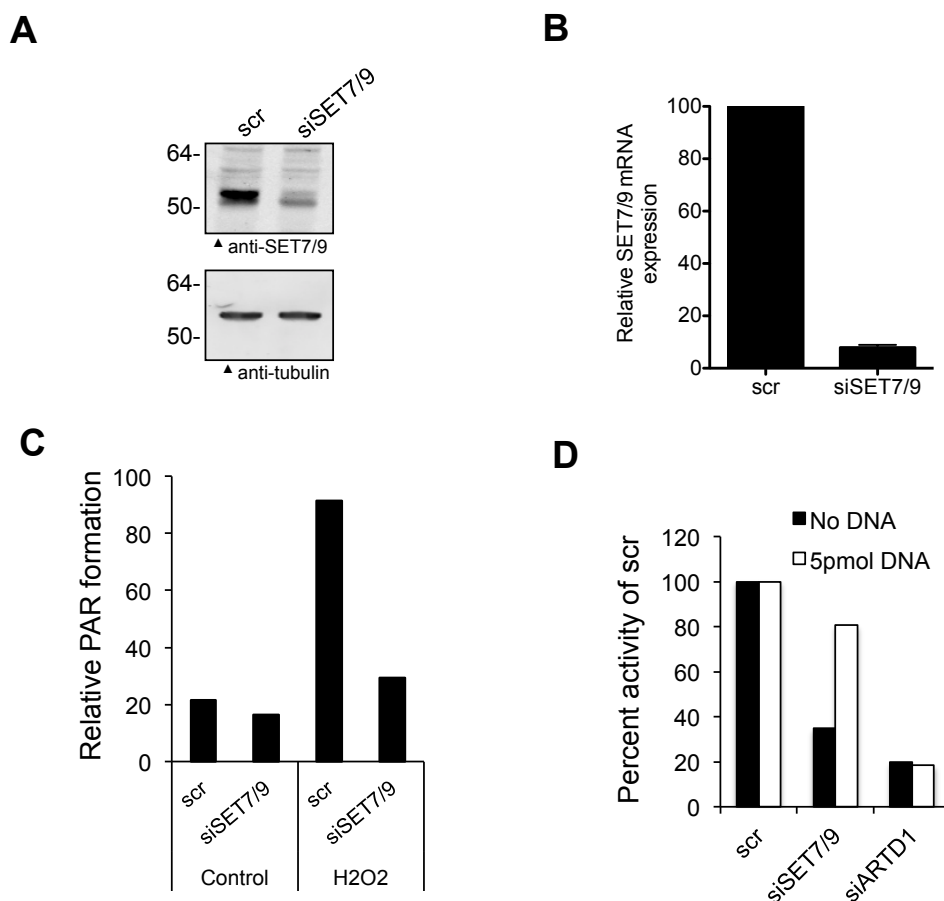 A
scr
siSET7/9
64-
50-
▲ anti-SET7/9
64-
50-
▲ anti-tubulin
B
Relative SET7/9 mRNA
expression
100
80
60
40
20
0
scr
siSET7/9
C
Relative PAR formation
100
80
60
40
20
0
scr
siSET7/9
scr
siSET7/9
Control
H2O2
D
No DNA
5pmol DNA
Percent activity of scr
120
100
80
60
40
20
0
scr
siSET7/9
siARTD1